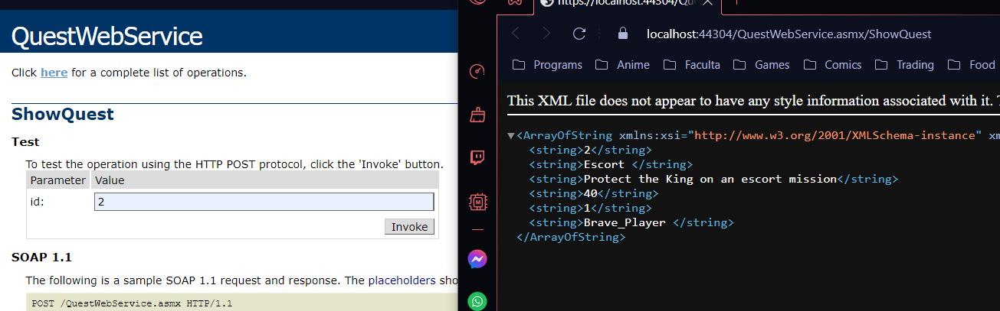 QuestWebService
Click here for a complete list of operations.
ShowQuest
Test
To test the operation using the HTTP POST protocol, click the 'Invoke' button.
Parameter Value
id: 2
Invoke
SOAP 1.1
The following is a sample SOAP 1.1 request and response. The placeholders sho
POST /QuestWebService.asmx HTTP/1.1
https://localhost:44304/Qu
localhost:44304/QuestWebService.asmx/ShowQuest
Programs Anime Faculta Games Comics Trading Food
This XML file does not appear to have any style information associated with it.
<ArrayOfString xmlns:xsi="http://www.w3.org/2001/XMLSchema-instance" xm
<string>2</string>
<string>Escort </string>
<string>Protect the King on an escort mission</string>
<string>40</string>
<string>1</string>
<string>Brave_Player </string>
</ArrayOfString>